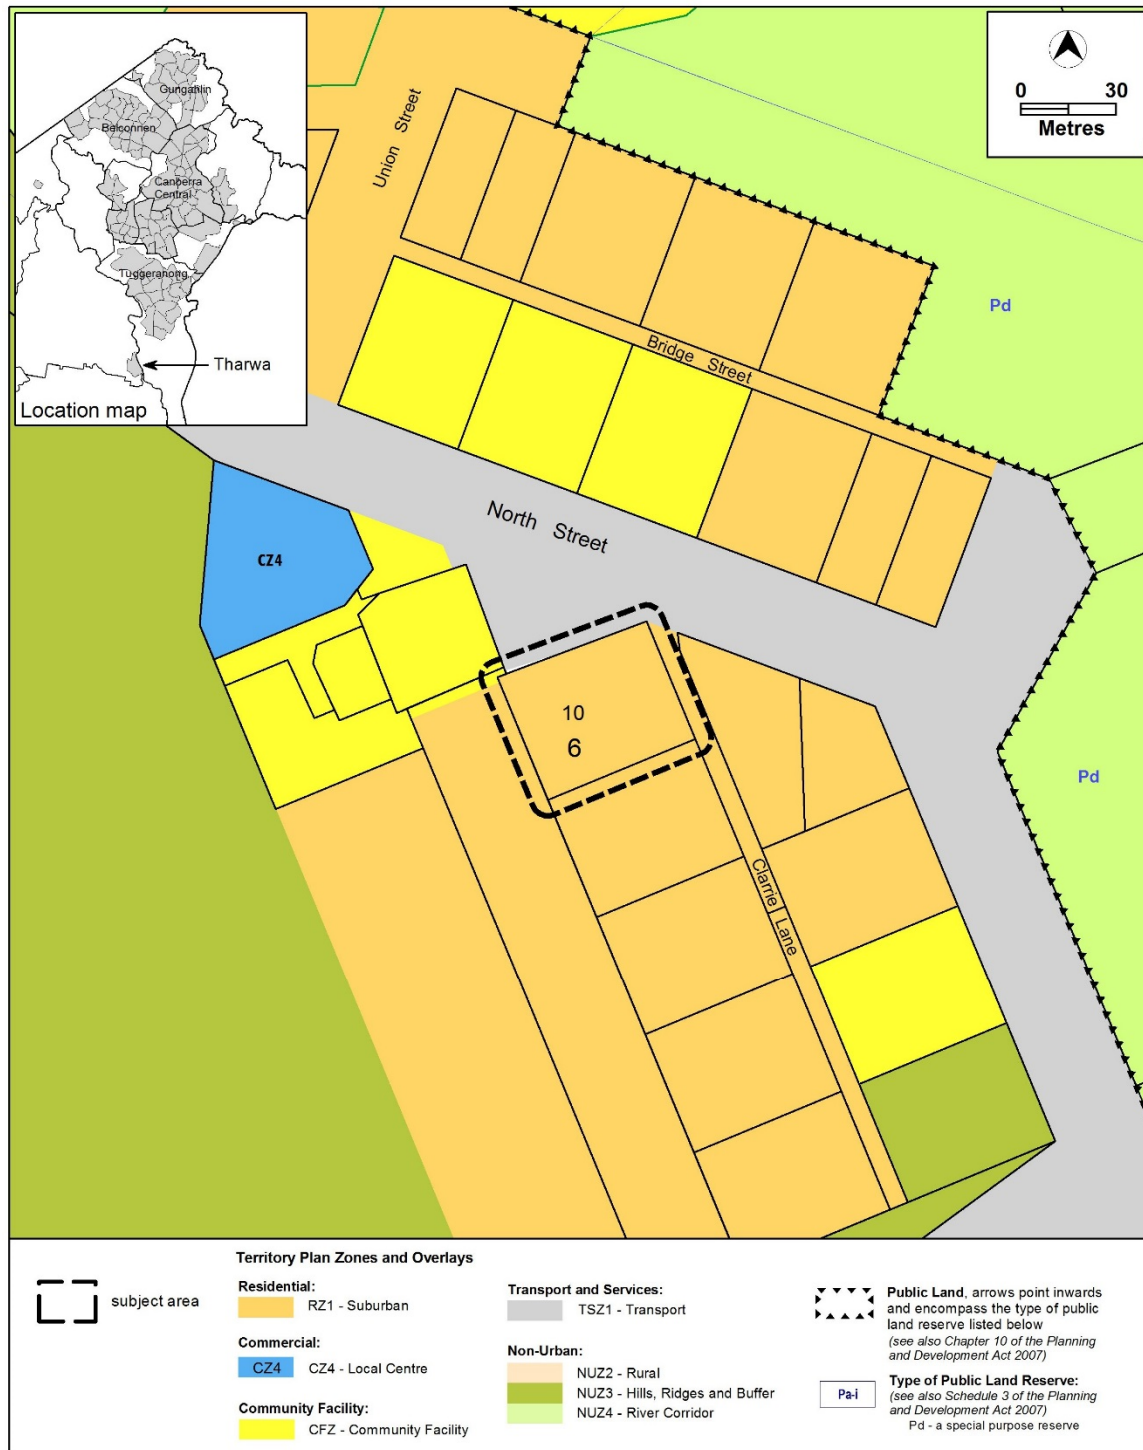 Gungahlin
Belconnen
Canberra
Central
Tuggeranong
Tharwa
Location map
0 30
Metres
Union Street
Bridge Street
Pd
North Street
CZ4
10
6
Clarrie Lane
Pd
Territory Plan Zones and Overlays
subject area
Residential:
RZ1 - Suburban
Commercial:
CZ4 CZ4 - Local Centre
Community Facility:
CFZ - Community Facility
Transport and Services:
TSZ1 - Transport
Non-Urban:
NUZ2 - Rural
NUZ3 - Hills, Ridges and Buffer
NUZ4 - River Corridor
Public Land, arrows point inwards
and encompass the type of public
land reserve listed below
(see also Chapter 10 of the Planning
and Development Act 2007)
Pa-i
Type of Public Land Reserve:
(see also Schedule 3 of the Planning
and Development Act 2007)
Pd - a special purpose reserve